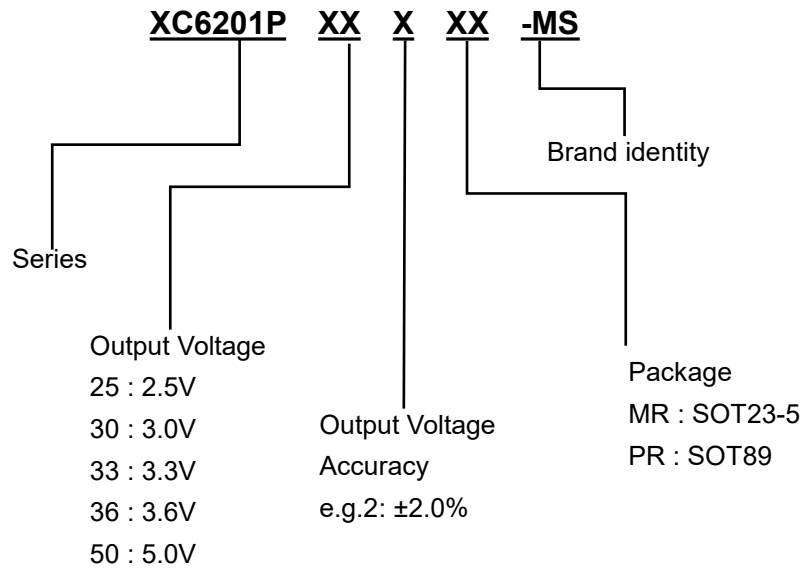 XC6201P XX X XX -MS
Brand identity
Series
Output Voltage
25 : 2.5V
30 : 3.0V
33 : 3.3V
36 : 3.6V
50 : 5.0V
Output Voltage
Accuracy
e.g.2: ±2.0%
Package
MR : SOT23-5
PR : SOT89